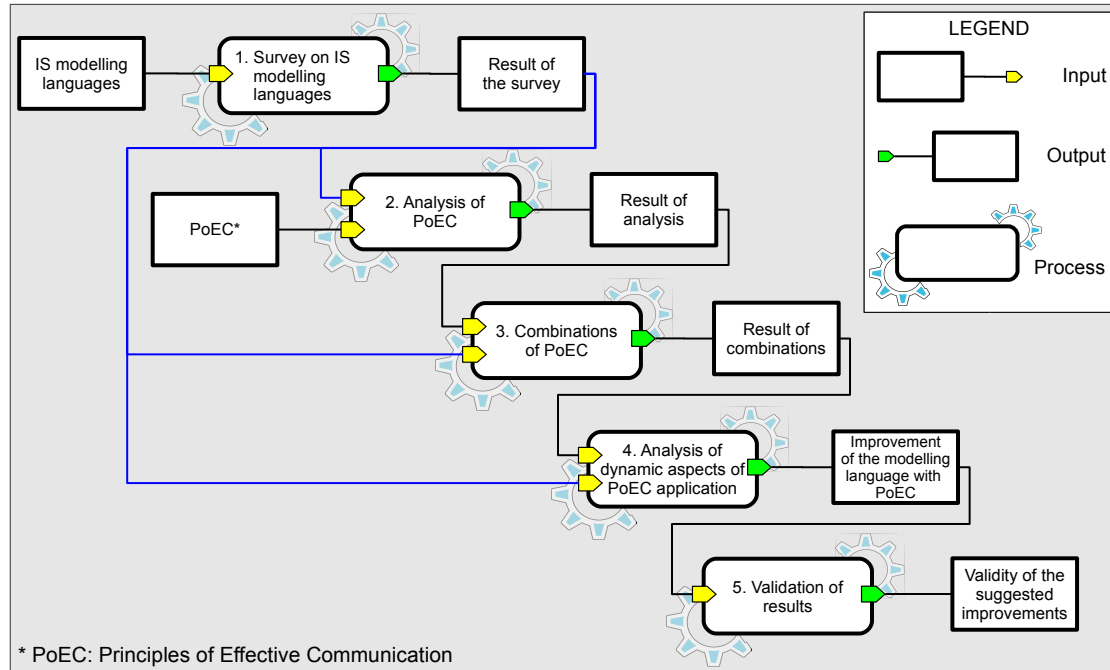 IS modelling
languages
1. Survey on IS
modelling
languages
Result of
the survey
LEGEND
Input
Output
Process
PoEC*
2. Analysis of
PoEC
Result of
analysis
3. Combinations
of PoEC
Result of
combinations
4. Analysis of
dynamic aspects of
PoEC application
Improvement
of the modelling
language with
PoEC
5. Validation of
results
Validity of the
suggested
improvements
* PoEC: Principles of Effective Communication